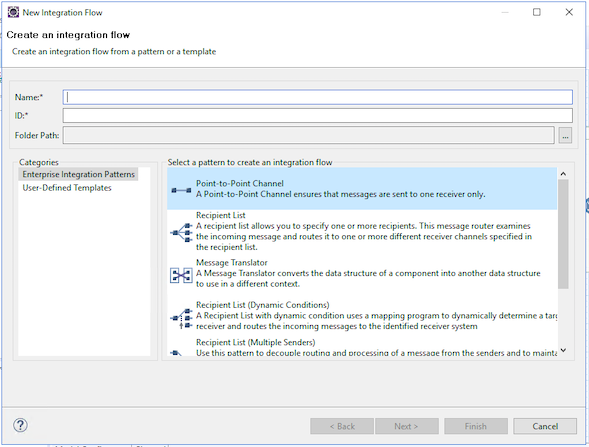 New Integration Flow
Create an integration flow
Create an integration flow from a pattern or a template
Name:*
ID:*
Folder Path:
...
Categories
Enterprise Integration Patterns
User-Defined Templates
Select a pattern to create an integration flow
Point-to-Point Channel
A Point-to-Point Channel ensures that messages are sent to one receiver only.
Recipient List
A recipient list allows you to specify one or more recipients. This message router examines
the incoming message and routes it to one or more different receiver channels specified in
the recipient list.
Message Translator
A Message Translator converts the data structure of a component into another data structure
to use in a different context.
Recipient List (Dynamic Conditions)
A Recipient List with dynamic condition uses a mapping program to dynamically determine a
receiver and routes the incoming messages to the identified receiver system
Recipient List (Multiple Senders)
Use this pattern to decouple routing and processing of a message from the senders and to
?
< Back
Next >
Finish
Cancel